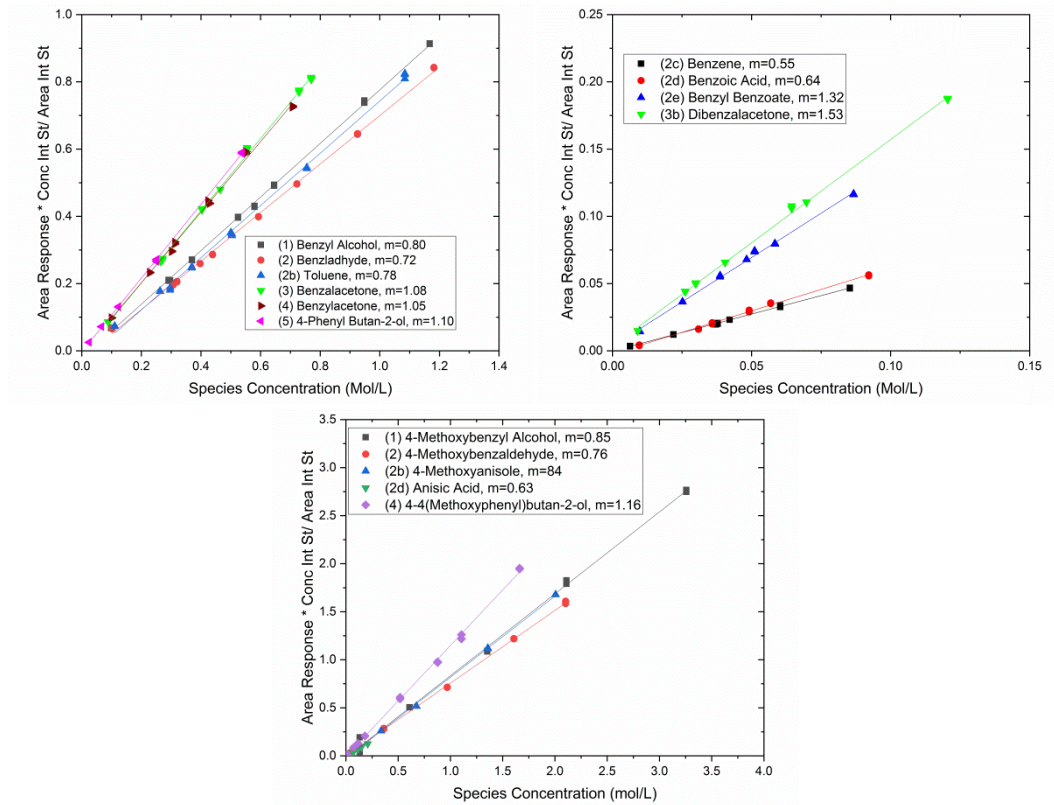 Area Response * Conc Int St/ Area Int St
1.0
0.8
0.6
0.4
0.2
0.0
(1) Benzyl Alcohol, m=0.80
(2) Benzladhyde, m=0.72
(2b) Toluene, m=0.78
(3) Benzalacetone, m=1.08
(4) Benzylacetone, m=1.05
(5) 4-Phenyl Butan-2-ol, m=1.10
0.0 0.2 0.4 0.6 0.8 1.0 1.2 1.4
Species Concentration (Mol/L)
Area Response * Conc Int St/ Area Int St
0.25
0.20
0.15
0.10
0.05
0.00
(2c) Benzene, m=0.55
(2d) Benzoic Acid, m=0.64
(2e) Benzyl Benzoate, m=1.32
(3b) Dibenzalacetone, m=1.53
0.00 0.05 0.10 0.15
Species Concentration (Mol/L)
Area Response * Conc Int St/ Area Int St
3.5
3.0
2.5
2.0
1.5
1.0
0.5
0.0
(1) 4-Methoxybenzyl Alcohol, m=0.85
(2) 4-Methoxybenzaldehyde, m=0.76
(2b) 4-Methoxyanisole, m=84
(2d) Anisic Acid, m=0.63
(4) 4-4(Methoxyphenyl)butan-2-ol, m=1.16
0.0 0.5 1.0 1.5 2.0 2.5 3.0 3.5 4.0
Species Concentration (mol/L)